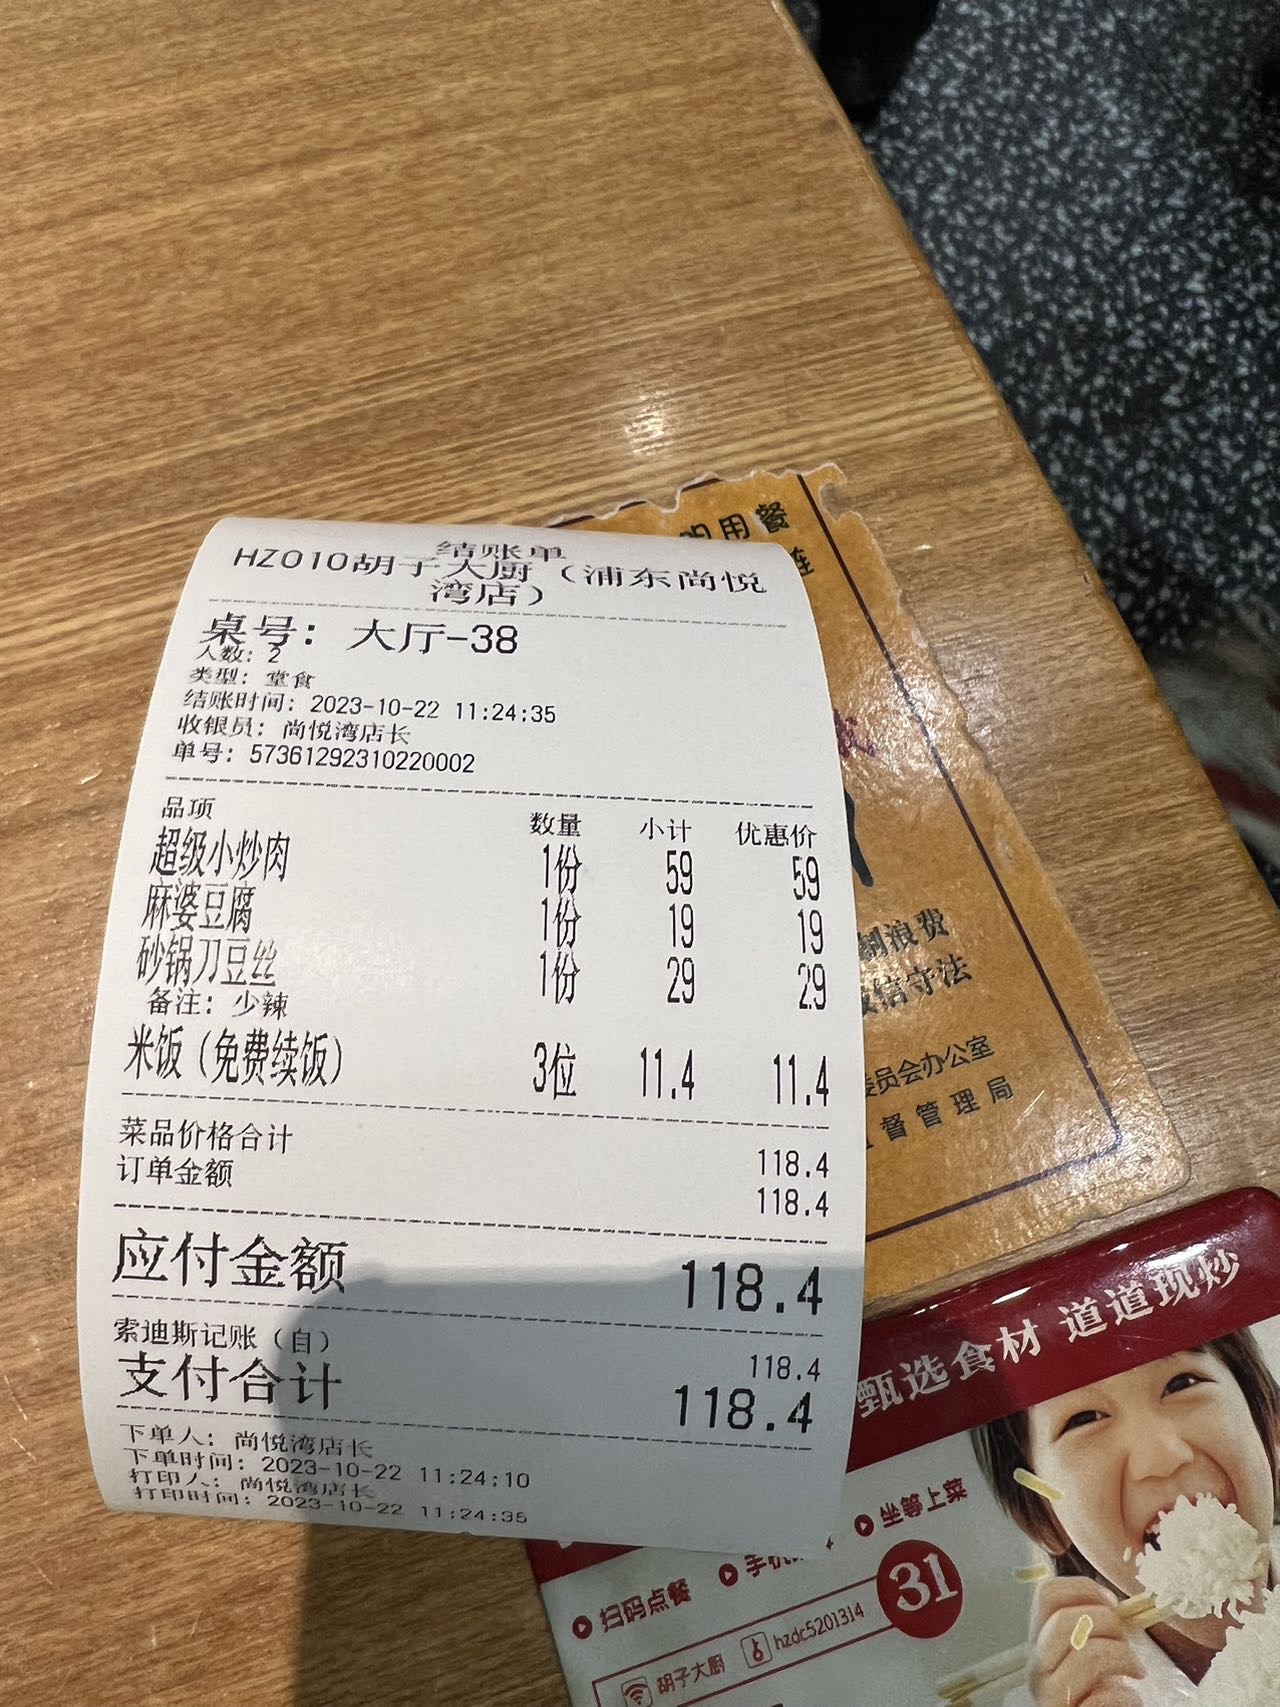 结账单
HZ010胡子大厨（浦东尚悦
湾店）
桌号：大厅-38
人数：2
类型：堂食
结账时间：2023-10-22 11:24:35
收银员：尚悦湾店长
单号：57361292310220002
品项 数量 小计 优惠价
超级小炒肉 1份 59 59
麻婆豆腐 1份 19 19
砂锅刀豆丝 1份 29 29
备注：少辣
米饭（免费续饭） 3位 11.4 11.4
菜品价格合计 118.4
订单金额 118.4
应付金额 118.4
索迪斯记账（自） 118.4
支付合计 118.4
下单人：尚悦湾店长
下单时间：2023-10-22 11:24:10
打印人：尚悦湾店长
打印时间：2023-10-22 11:24:35
用餐
浪费
信守法
员会办公室
督管理局
甄选食材 道道现炒
扫码点餐
手机
坐等上菜
31
胡子大厨
hzdc5201314